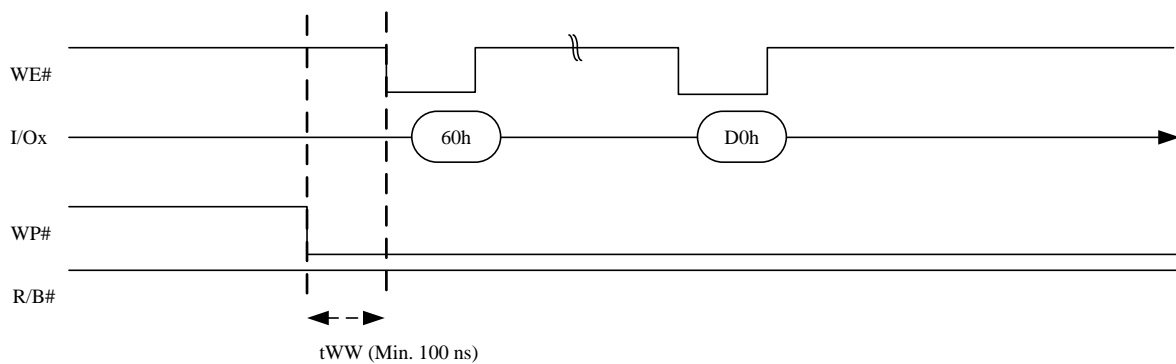 WE#
I/Ox
60h
D0h
WP#
R/B#
tWW (Min. 100 ns)